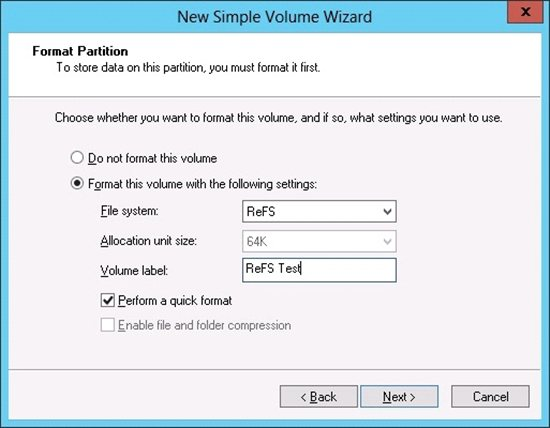 New Simple Volume Wizard
x
Format Partition
To store data on this partition, you must format it first.
Choose whether you want to format this volume, and if so, what settings you want to use.
Do not format this volume
Format this volume with the following settings:
File system: ReFS
Allocation unit size: 64K
Volume label: ReFS Test
Perform a quick format
Enable file and folder compression
< Back Next > Cancel